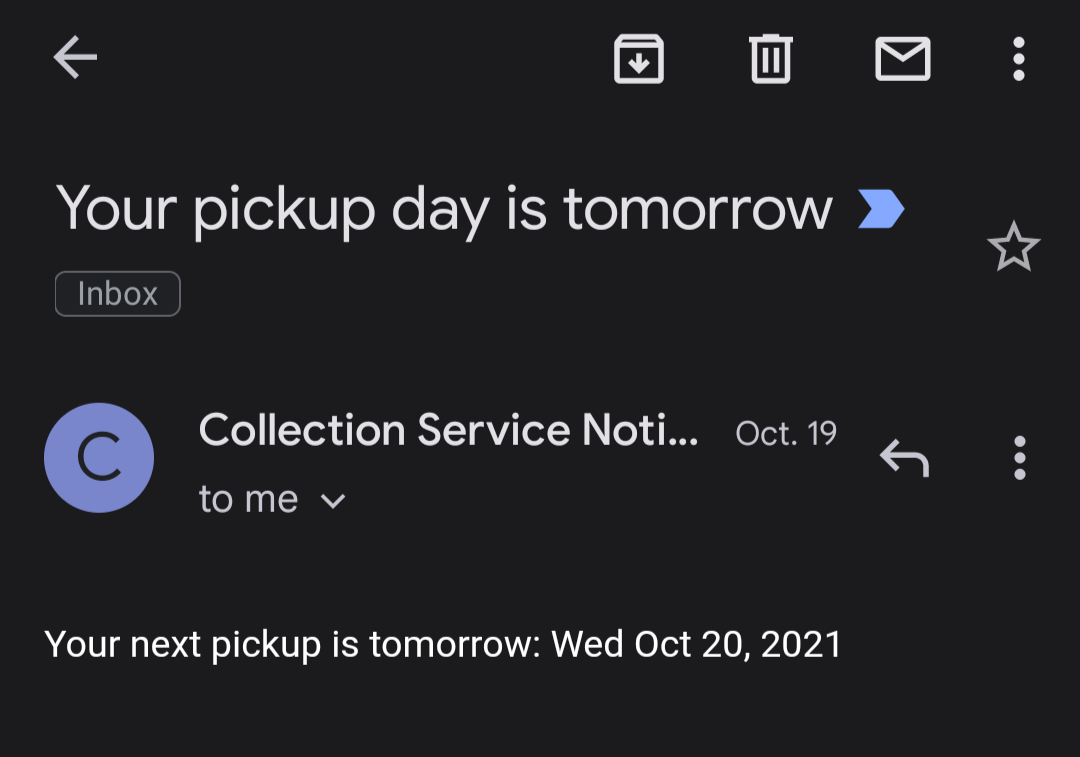 Your pickup day is tomorrow
Inbox
C
Collection Service Noti... Oct. 19
to me
Your next pickup is tomorrow: Wed Oct 20, 2021